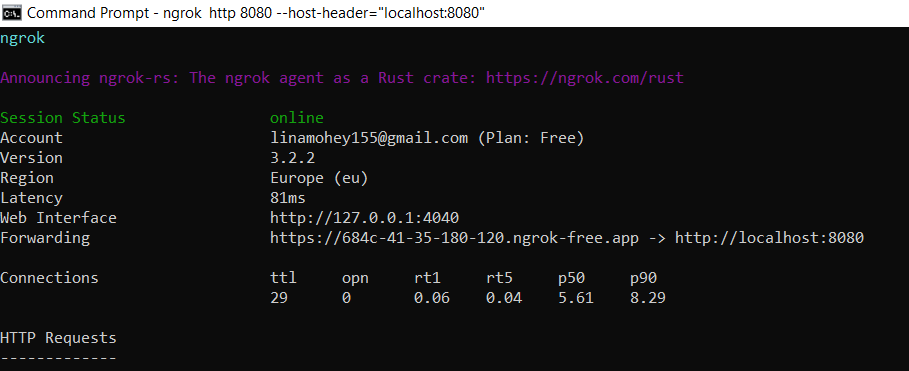 Command Prompt - ngrok  http 8080 --host-header="localhost:8080"
ngrok
Announcing ngrok-rs: The ngrok agent as a Rust crate: https://ngrok.com/rust
Session Status                online
Account                       linamohey155@gmail.com (Plan: Free)
Version                       3.2.2
Region                        Europe (eu)
Latency                       81ms
Web Interface                 http://127.0.0.1:4040
Forwarding                    https://684c-41-35-180-120.ngrok-free.app -> http://localhost:8080
Connections                   ttl     opn     rt1     rt5     p50     p90
                              29      0       0.06    0.04    5.61    8.29
HTTP Requests
-------------